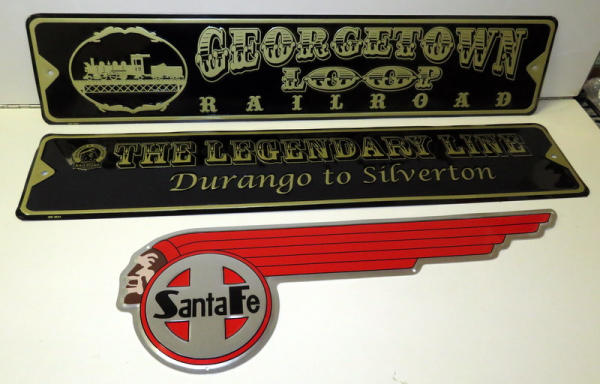 GEORGETOWN
LOOP
RAILROAD
THE LEGENDARY LINE
Durango to Silverton
Santa Fe